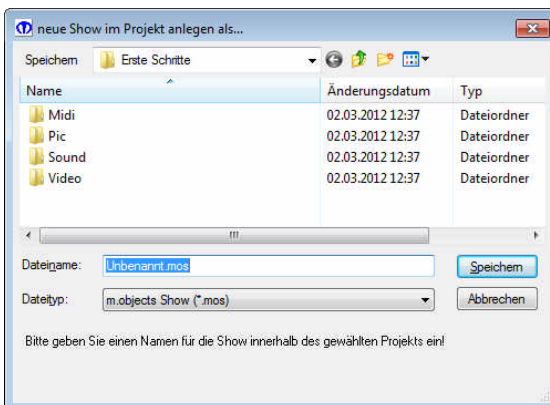 neue Show im Projekt anlegen als...
Speichern Erste Schritte
Name Änderungsdatum Typ
Midi 02.03.2012 12:37 Dateiordner
Pic 02.03.2012 12:37 Dateiordner
Sound 02.03.2012 12:37 Dateiordner
Video 02.03.2012 12:37 Dateiordner
Dateiname: Unbenannt.mos Speichern
Dateityp: m.objects Show (*.mos) Abbrechen
Bitte geben Sie einen Namen für die Show innerhalb des gewählten Projekts ein!